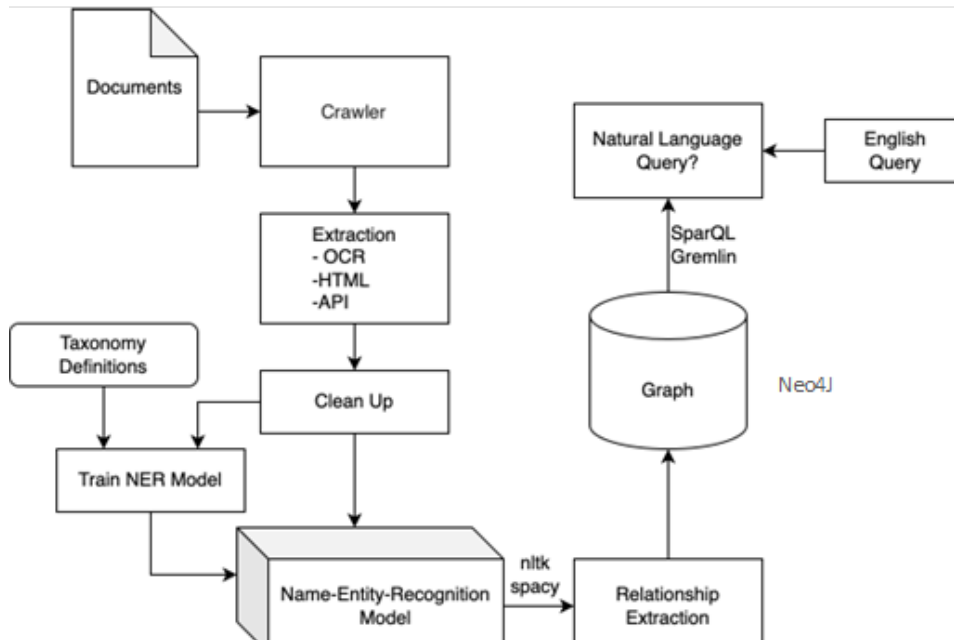 Documents
Crawler
Natural Language
Query?
English
Query
Extraction
- OCR
-HTML
-API
SparQL
Gremlin
Taxonomy
Definitions
Clean Up
Graph
Neo4J
Train NER Model
nltk
spacy
Name-Entity-Recognition
Model
Relationship
Extraction